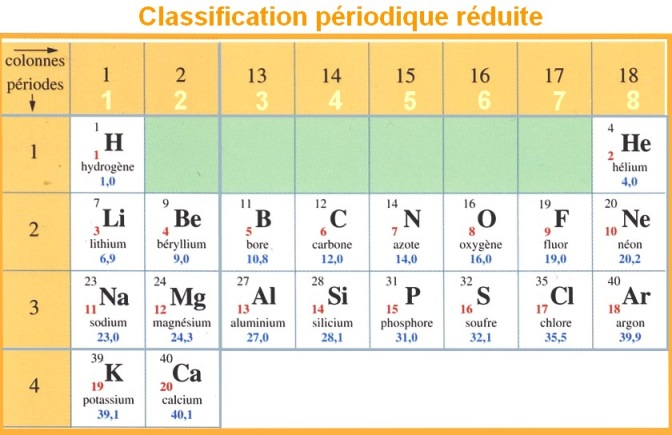 Classification périodique réduite
colonnes
périodes
1 2 13 14 15 16 17 18
1 2 3 4 5 6 7 8
1
1 4
H He
1 2
hydrogène hélium
1,0 4,0
2
7 9 11 12 14 16 19 20
Li Be B C N O F Ne
3 4 5 6 7 8 9 10
lithium béryllium bore carbone azote oxygène fluor néon
6,9 9,0 10,8 12,0 14,0 16,0 19,0 20,2
3
23 24 27 28 31 32 35 40
Na Mg Al Si P S Cl Ar
11 12 13 14 15 16 17 18
sodium magnésium aluminium silicium phosphore soufre chlore argon
23,0 24,3 27,0 28,1 31,0 32,1 35,5 39,9
4
39 40
K Ca
19 20
potassium calcium
39,1 40,1